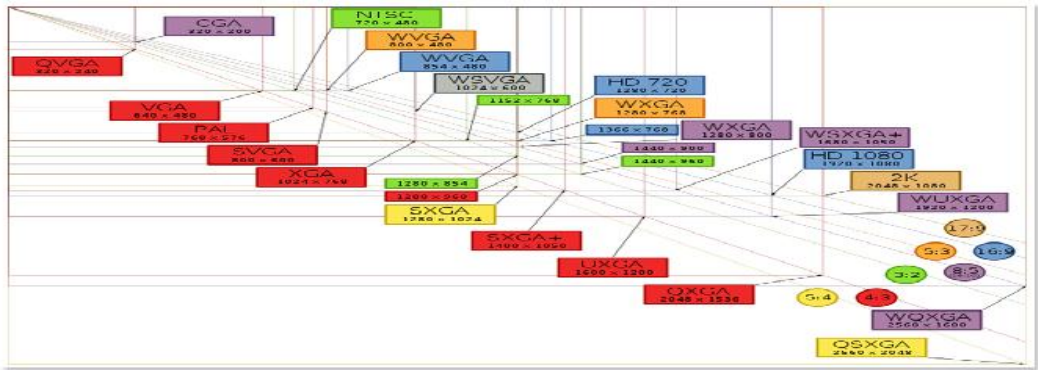 CGA
320 x 200
QVGA
320 x 240
NTSC
720 x 480
WVGA
800 x 480
WVGA
854 x 480
WSVGA
1024 x 600
1152 x 768
HD 720
1280 x 720
WXGA
1280 x 768
1366 x 768
WXGA
1280 x 800
1440 x 900
1440 x 960
WSXGA+
1680 x 1050
HD 1080
1920 x 1080
2K
2048 x 1080
WUXGA
1920 x 1200
VGA
640 x 480
PAL
768 x 576
SVGA
800 x 600
XGA
1024 x 768
1280 x 854
1280 x 960
SXGA
1280 x 1024
SXGA+
1400 x 1050
UXGA
1600 x 1200
QXGA
2048 x 1536
17:9
5:3
16:9
3:2
8:5
5:4
4:3
WQXGA
2560 x 1600
QSXGA
2560 x 2048